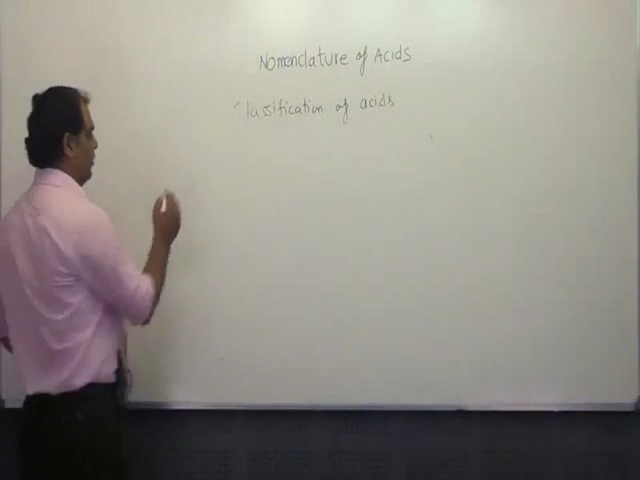 Nomenclature of Acids
Classification of acids